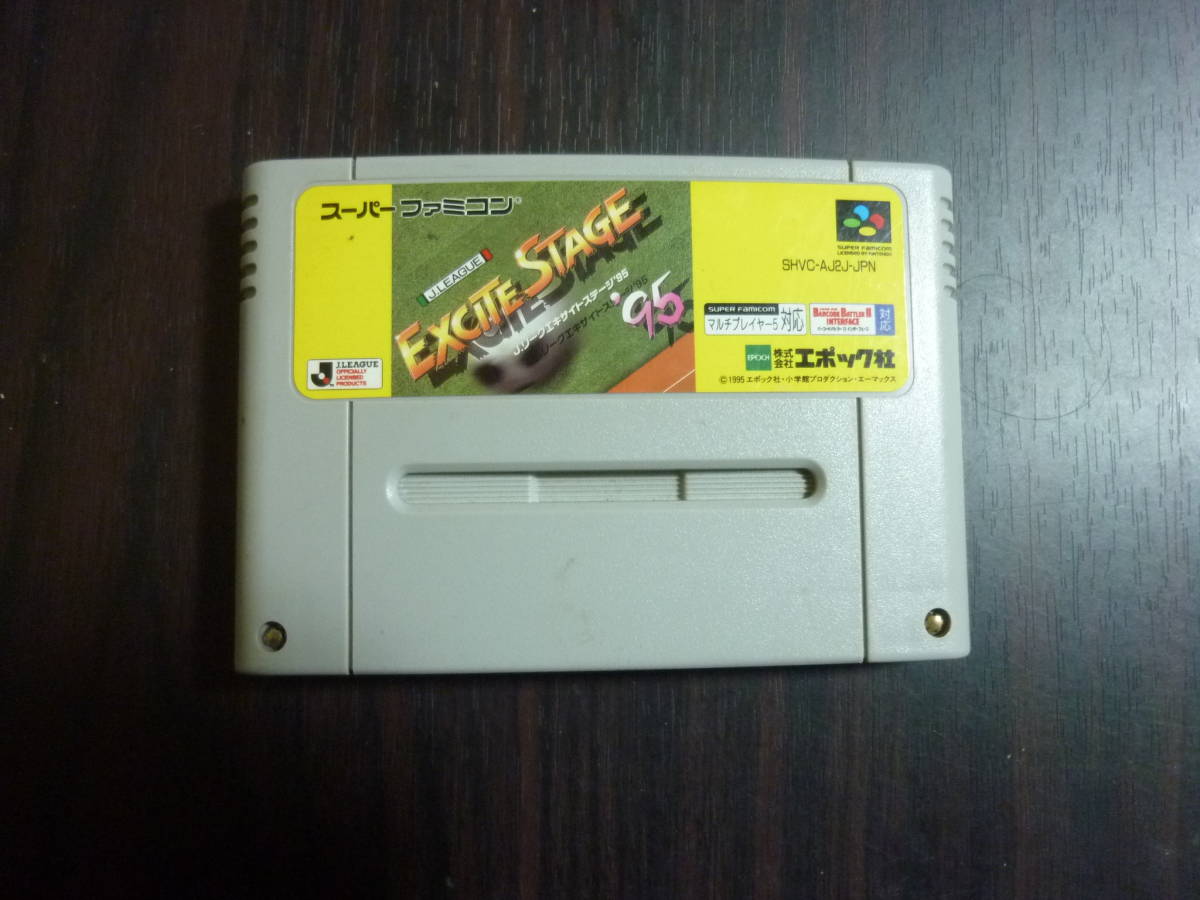 スーパーファミコン®
J.LEAGUE
EXCITE STAGE
'95
Jリーグエキサイトステージ'95
J.LEAGUE
OFFICIALLY
LICENSED
PRODUCTS
SUPER FAMICOM
LICENSED BY NINTENDO
SHVC-AJ2J-JPN
SUPER FAMICOM
マルチプレイヤー5 対応
BARCODE BATTLER II
INTERFACE
対応
EPOCH 株式会社エポック社
©1995 エポック社・小学館プロダクション・エーマックス